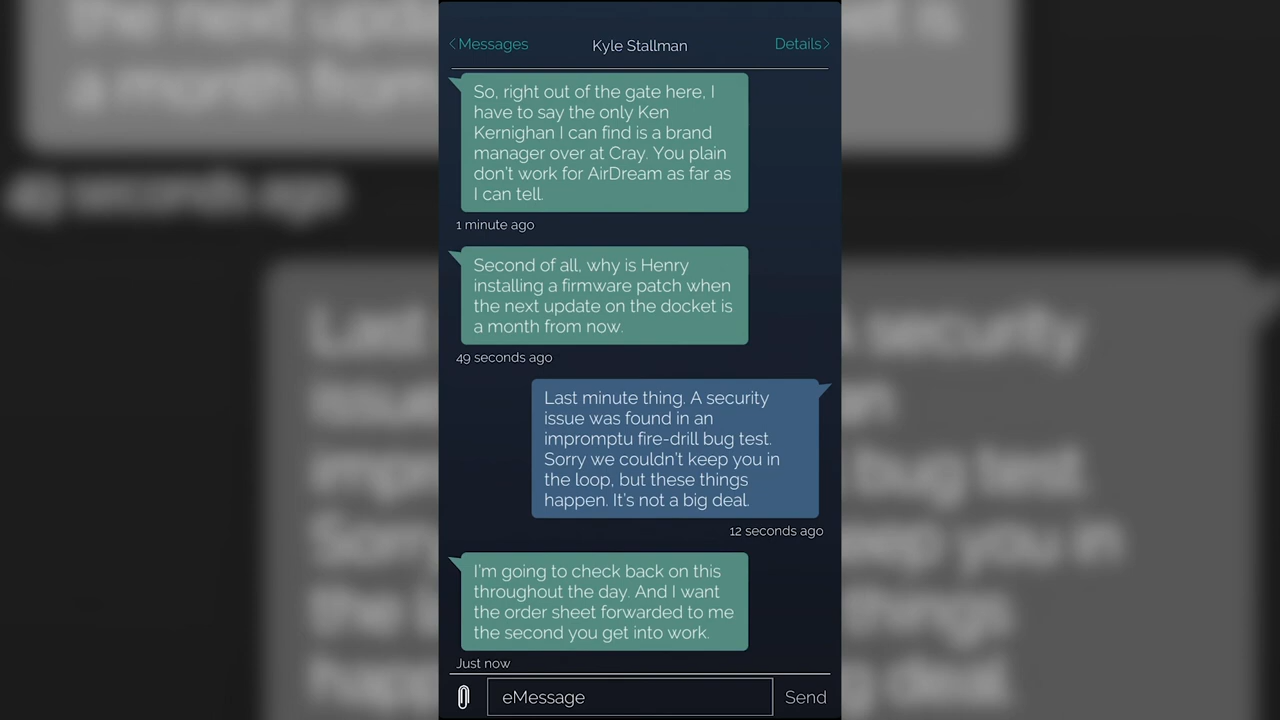 Messages
Kyle Stallman
Details
So, right out of the gate here, I
have to say the only Ken
Kernighan I can find is a brand
manager over at Cray. You plain
don't work for AirDream as far as
I can tell.
1 minute ago
Second of all, why is Henry
installing a firmware patch when
the next update on the docket is
a month from now.
49 seconds ago
Last minute thing. A security
issue was found in an
impromptu fire-drill bug test.
Sorry we couldn't keep you in
the loop, but these things
happen. It's not a big deal.
12 seconds ago
I'm going to check back on this
throughout the day. And I want
the order sheet forwarded to me
the second you get into work.
Just now
eMessage
Send